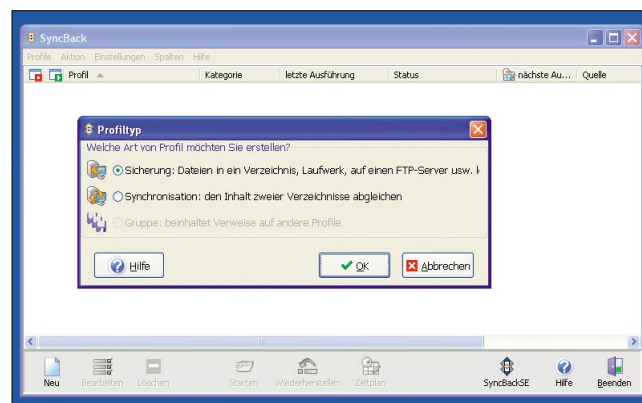 SyncBack
Profile Aktion Einstellungen Spalten Hilfe
Profil Kategorie letzte Ausführung Status nächste Au... Quelle
Profiltyp
Welche Art von Profil möchten Sie erstellen?
Sicherung: Dateien in ein Verzeichnis, Laufwerk, auf einen FTP-Server usw.
Synchronisation: den Inhalt zweier Verzeichnisse abgleichen
Gruppe: beinhaltet Verweise auf andere Profile
Hilfe OK Abbrechen
Neu Bearbeiten Löschen Starten Wiederherstellen Zeitplan SyncBackSE Hilfe Beenden